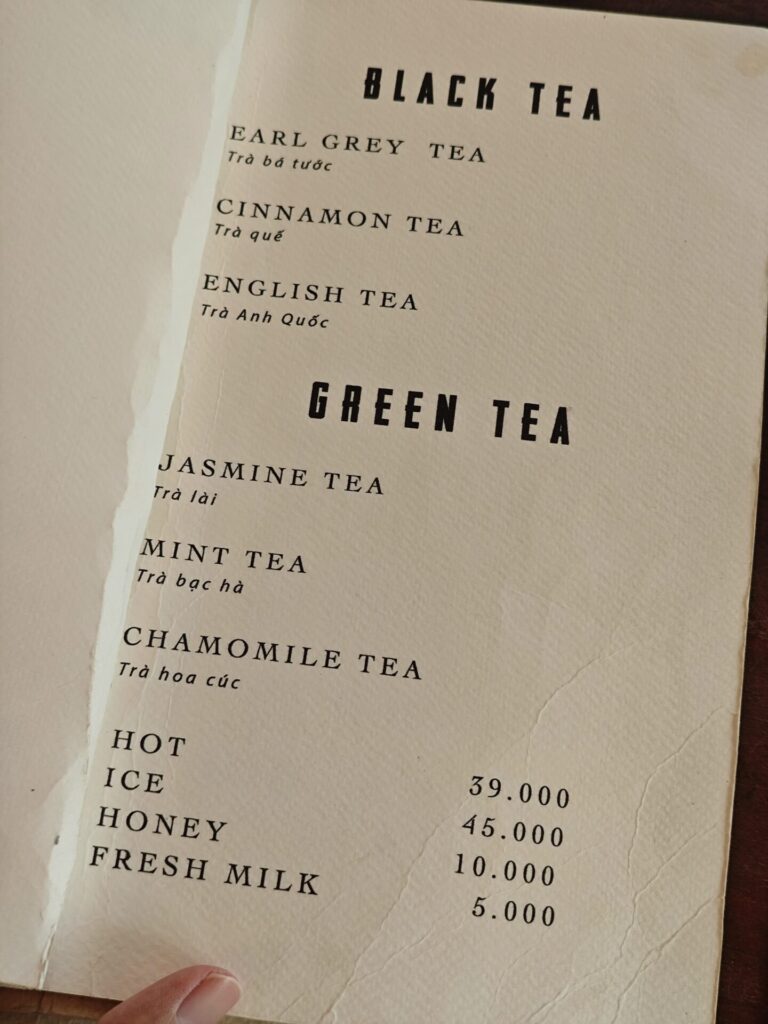 BLACK TEA
EARL GREY TEA
Trà bá tước
CINNAMON TEA
Trà quế
ENGLISH TEA
Trà Anh Quốc
GREEN TEA
JASMINE TEA
Trà lài
MINT TEA
Trà bạc hà
CHAMOMILE TEA
Trà hoa cúc
HOT 39.000
ICE 45.000
HONEY 10.000
FRESH MILK 5.000